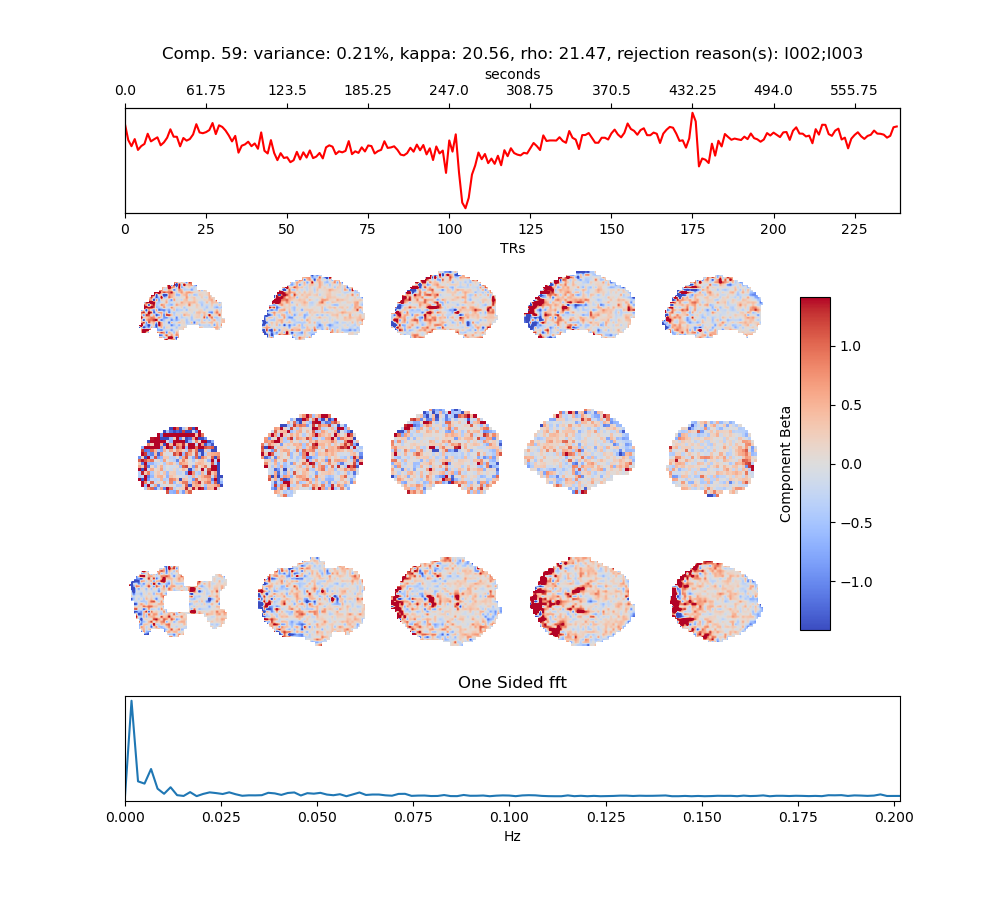 Comp. 59: variance: 0.21%, kappa: 20.56, rho: 21.47, rejection reason(s): I002;I003
seconds
0.0 61.75 123.5 185.25 247.0 308.75 370.5 432.25 494.0 555.75
0 25 50 75 100 125 150 175 200 225
TRs
1.0
0.5
0.0
−0.5
−1.0
Component Beta
One Sided fft
0.000 0.025 0.050 0.075 0.100 0.125 0.150 0.175 0.200
Hz